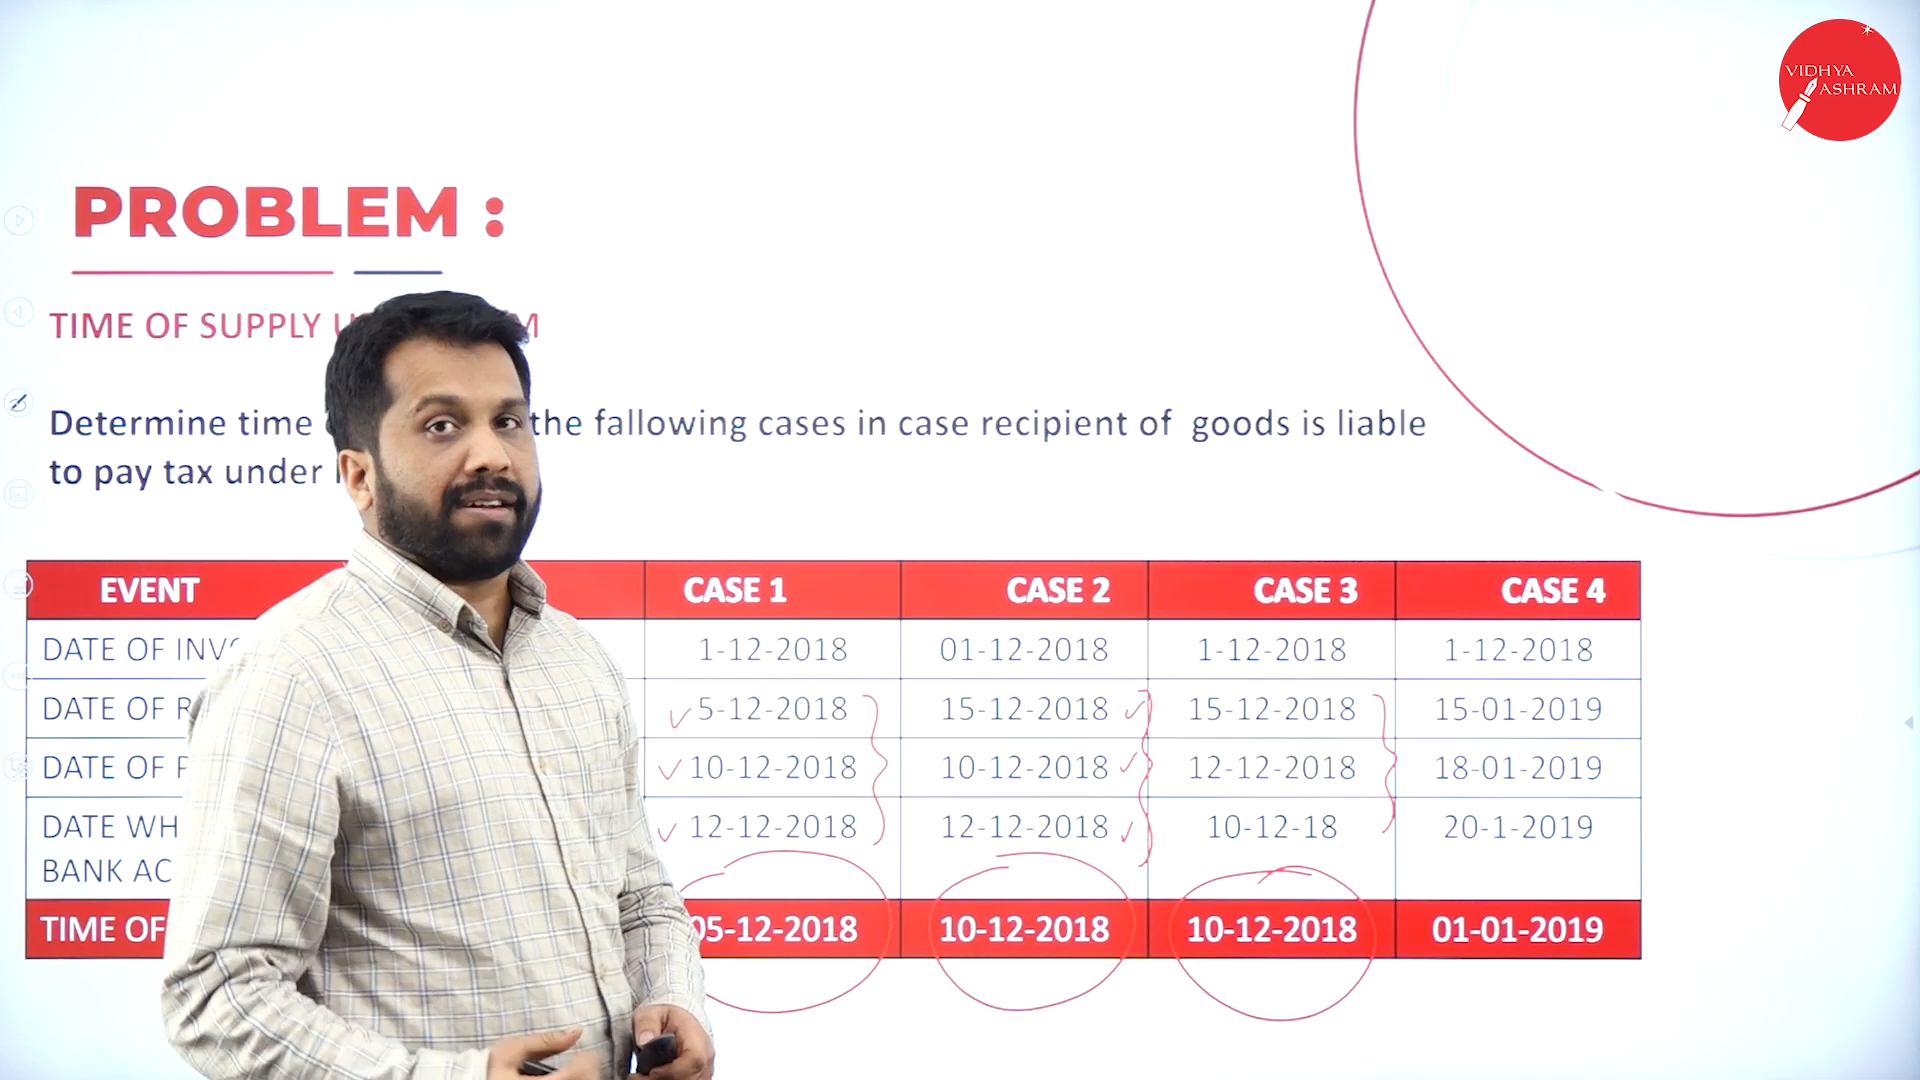 VIDHYA
ASHRAM
PROBLEM :
TIME OF SUPPLY
Determine time the fallowing cases in case recipient of goods is liable
to pay tax under
EVENT CASE 1 CASE 2 CASE 3 CASE 4
DATE OF 1-12-2018 01-12-2018 1-12-2018 1-12-2018
DATE OF 5-12-2018 15-12-2018 15-12-2018 15-01-2019
DATE OF 10-12-2018 10-12-2018 12-12-2018 18-01-2019
DATE 12-12-2018 12-12-2018 10-12-18 20-1-2019
BANK
TIME OF 05-12-2018 10-12-2018 10-12-2018 01-01-2019